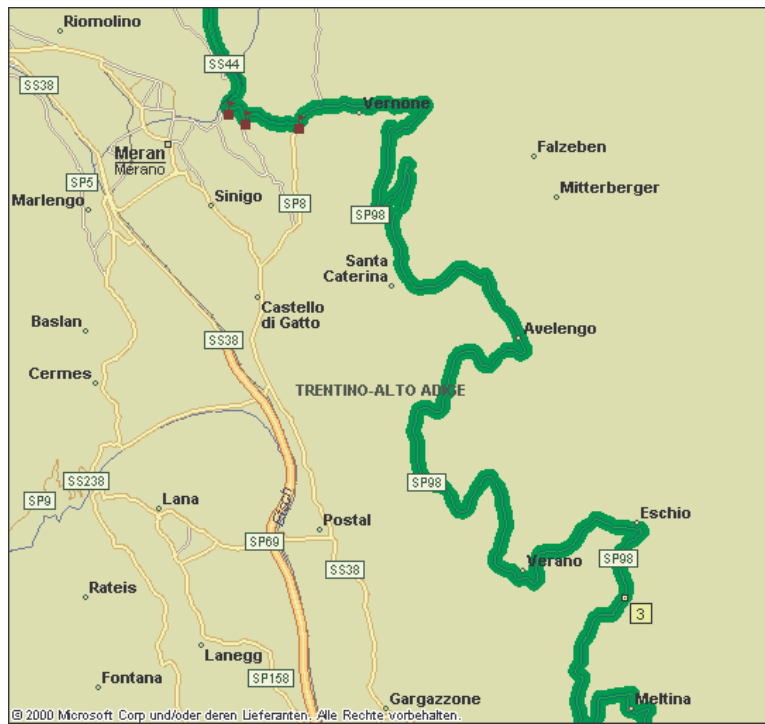 Riomolino
SS44
SS38
Vernone
Falzeben
Meran
Merano
Mitterberger
SP5
Marlengo
Sinigo
SP8
SP98
Santa
Caterina
Castello
di Gatto
Baslan
Avelengo
SS38
Cermes
TRENTINO-ALTO ADIGE
SS238
SP98
SP9
Lana
Etsch
Postal
Eschio
SP69
SS38
Verano
SP98
Rateis
3
Lanegg
SP158
Fontana
Gargazzone
Meltina
© 2000 Microsoft Corp und/oder deren Lieferanten. Alle Rechte vorbehalten.